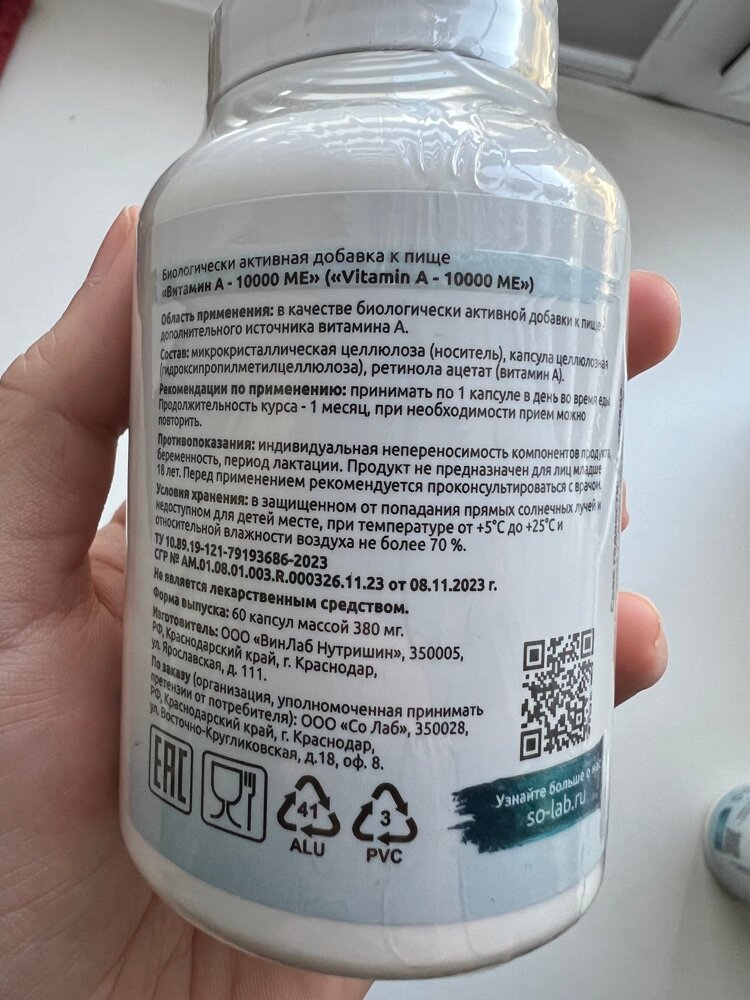 Биологически активная добавка к пище
«Витамин А - 10000 МЕ» («Vitamin A - 10000 ME»)
Область применения: в качестве биологически активной добавки к пище -
дополнительного источника витамина А.
Состав: микрокристаллическая целлюлоза (носитель), капсула целлюлозная
(гидроксипропилметилцеллюлоза), ретинола ацетат (витамин А).
Рекомендации по применению: принимать по 1 капсуле в день во время еды.
Продолжительность курса - 1 месяц, при необходимости прием можно
повторить.
Противопоказания: индивидуальная непереносимость компонентов продукта,
беременность, период лактации. Продукт не предназначен для лиц младше
18 лет. Перед применением рекомендуется проконсультироваться с врачом.
Условия хранения: в защищенном от попадания прямых солнечных лучей и
недоступном для детей месте, при температуре от +5°С до +25°С и
относительной влажности воздуха не более 70 %.
ТУ 10.89.19-121-79193686-2023
СГР № AM.01.08.01.003.R.000326.11.23 от 08.11.2023 г.
Не является лекарственным средством.
Форма выпуска: 60 капсул массой 380 мг.
Изготовитель: ООО «ВинЛаб Нутришин», 350005,
РФ, Краснодарский край, г. Краснодар,
ул. Ярославская, д. 111.
По заказу (организация, уполномоченная принимать
претензии от потребителя): ООО «Со Лаб», 350028,
РФ, Краснодарский край, г. Краснодар,
ул. Восточно-Кругликовская, д.18, оф. 8.
EAC
41
ALU
3
PVC
Узнайте больше о нас
so-lab.ru